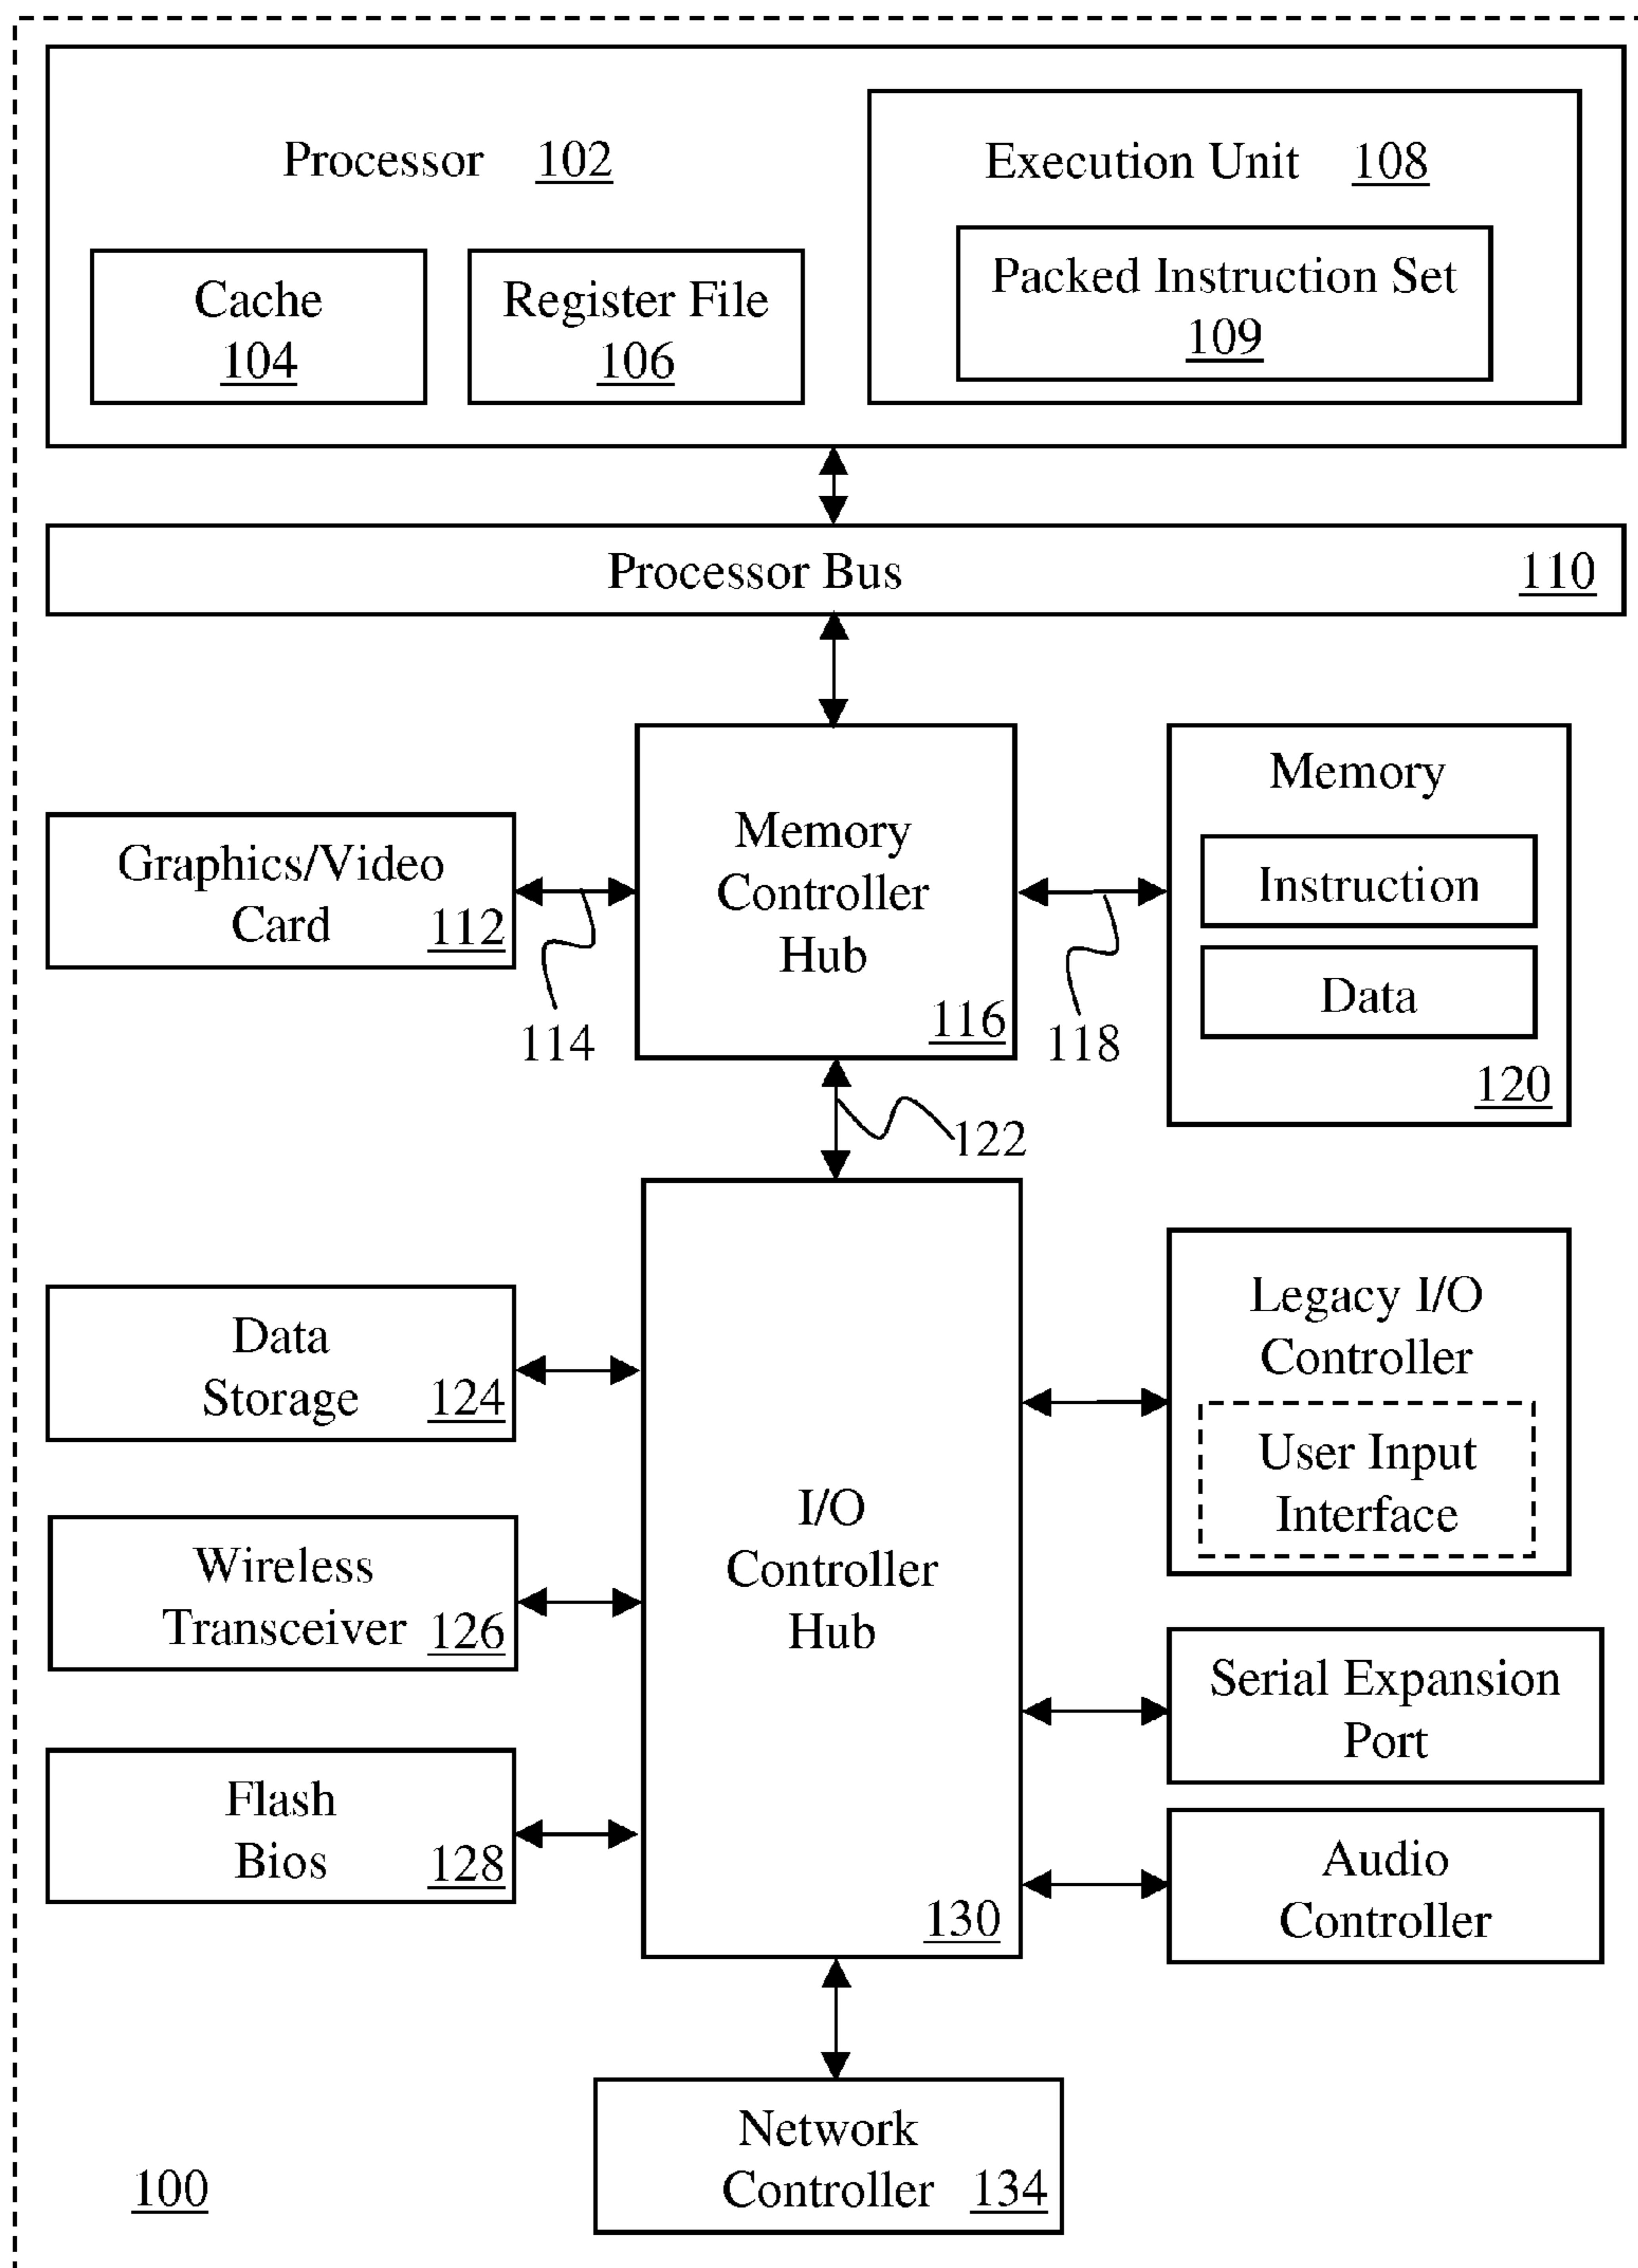 Processor 102
Execution Unit 108
Cache
104
Register File
106
Packed Instruction Set
109
Processor Bus 110
Graphics/Video
Card 112
114
Memory
Controller
Hub
116
118
Memory
Instruction
Data
120
122
Data
Storage 124
Wireless
Transceiver 126
Flash
Bios 128
I/O
Controller
Hub
130
Legacy I/O
Controller
User Input
Interface
Serial Expansion
Port
Audio
Controller
Network
Controller 134
100